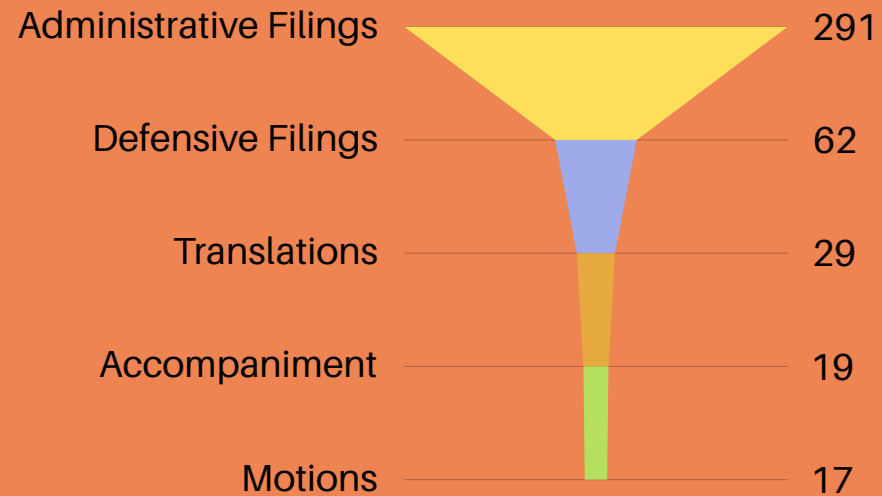 Administrative Filings 291
Defensive Filings 62
Translations 29
Accompaniment 19
Motions 17